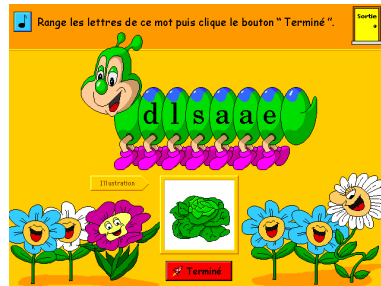 Range les lettres de ce mot puis clique le bouton “ Terminé ”.
Sortie
d l s a a e
Illustration
Terminé